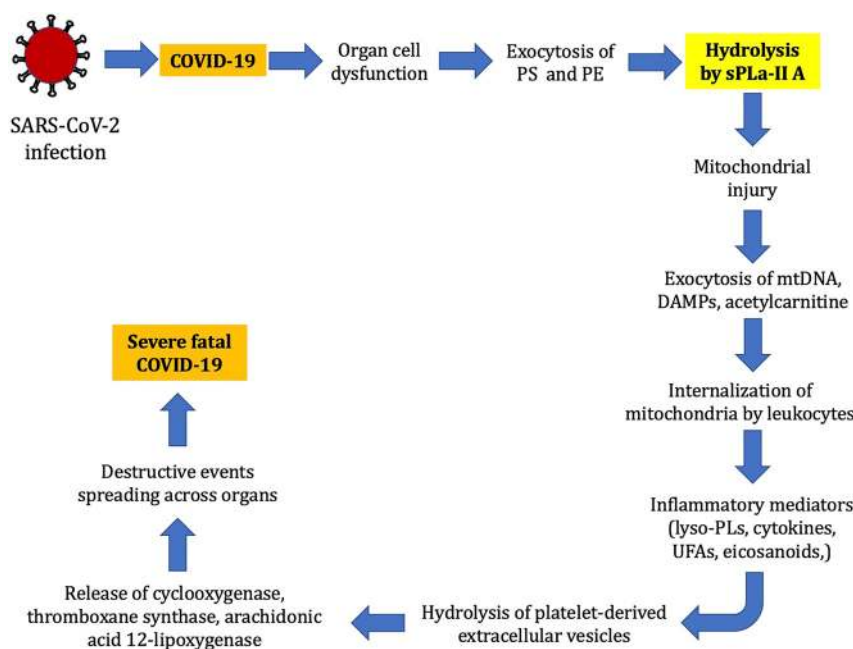 SARS-CoV-2
infection
COVID-19
Organ cell
dysfunction
Exocytosis of
PS and PE
Hydrolysis
by sPLa-II A
Mitochondrial
injury
Exocytosis of mtDNA,
DAMPs, acetylcarnitine
Internalization of
mitochondria by leukocytes
Inflammatory mediators
(lyso-PLs, cytokines,
UFAs, eicosanoids,)
Hydrolysis of platelet-derived
extracellular vesicles
Release of cyclooxygenase,
thromboxane synthase, arachidonic
acid 12-lipoxygenase
Destructive events
spreading across organs
Severe fatal
COVID-19